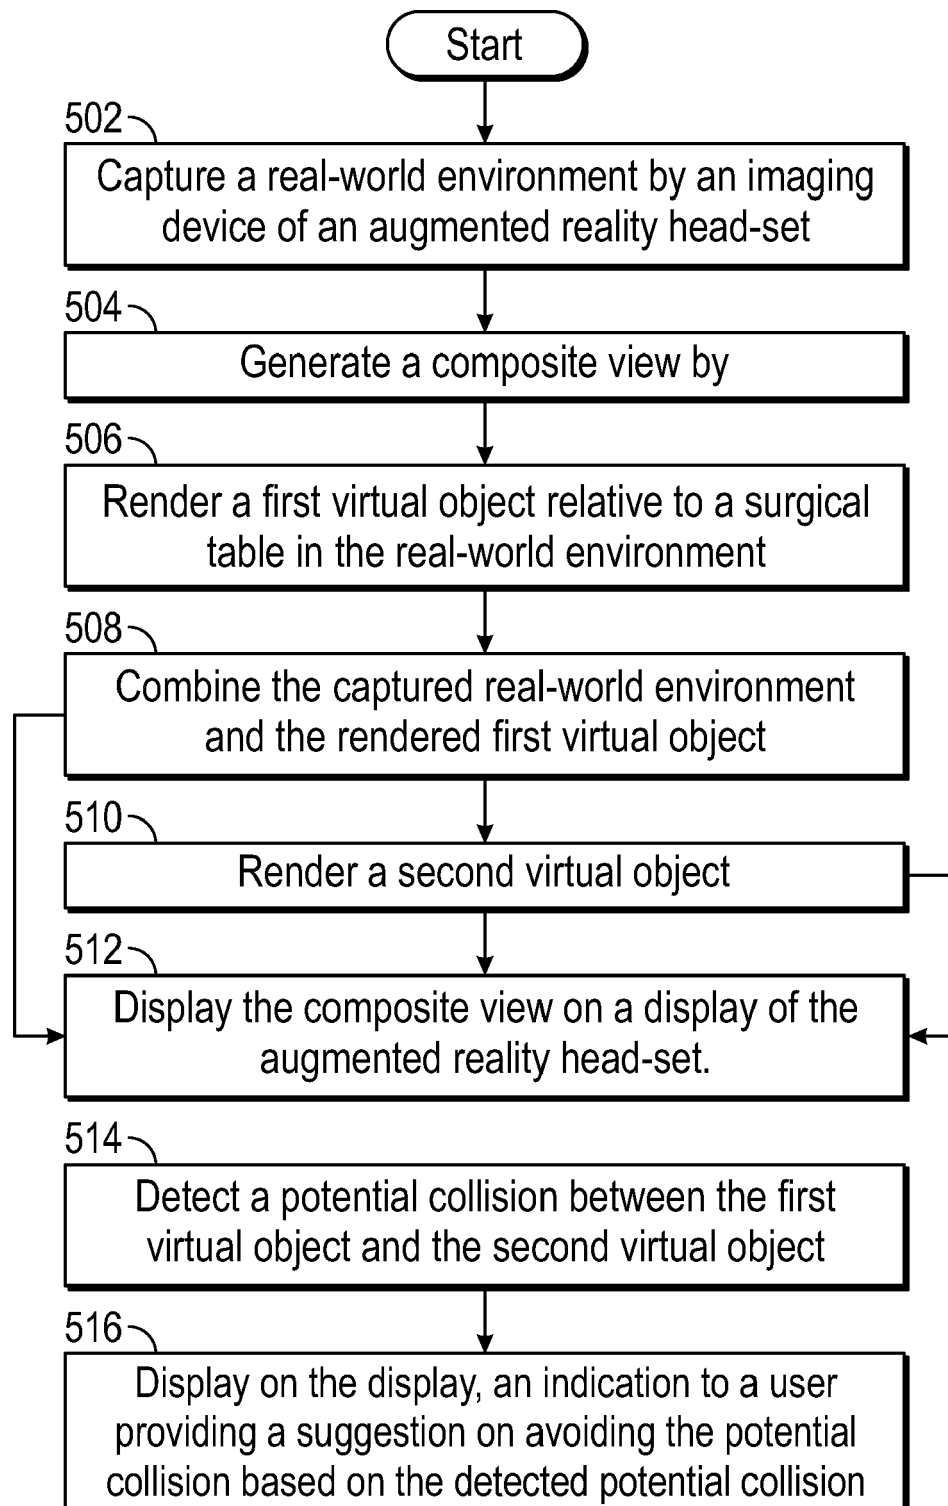 Start
502
Capture a real-world environment by an imaging
device of an augmented reality head-set
504
Generate a composite view by
506
Render a first virtual object relative to a surgical
table in the real-world environment
508
Combine the captured real-world environment
and the rendered first virtual object
510
Render a second virtual object
512
Display the composite view on a display of the
augmented reality head-set.
514
Detect a potential collision between the first
virtual object and the second virtual object
516
Display on the display, an indication to a user
providing a suggestion on avoiding the potential
collision based on the detected potential collision